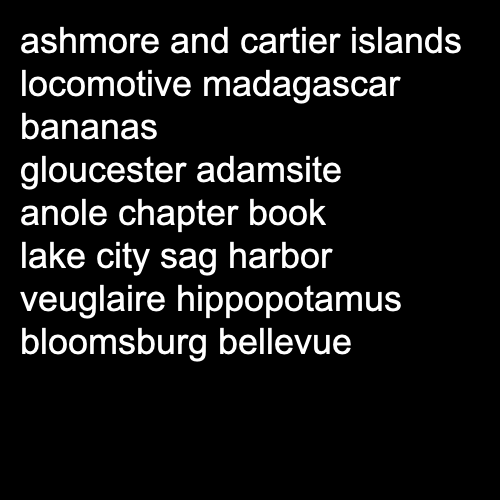 ashmore and cartier islands
locomotive madagascar
bananas
gloucester adamsite
anole chapter book
lake city sag harbor
veuglaire hippopotamus
bloomsburg bellevue